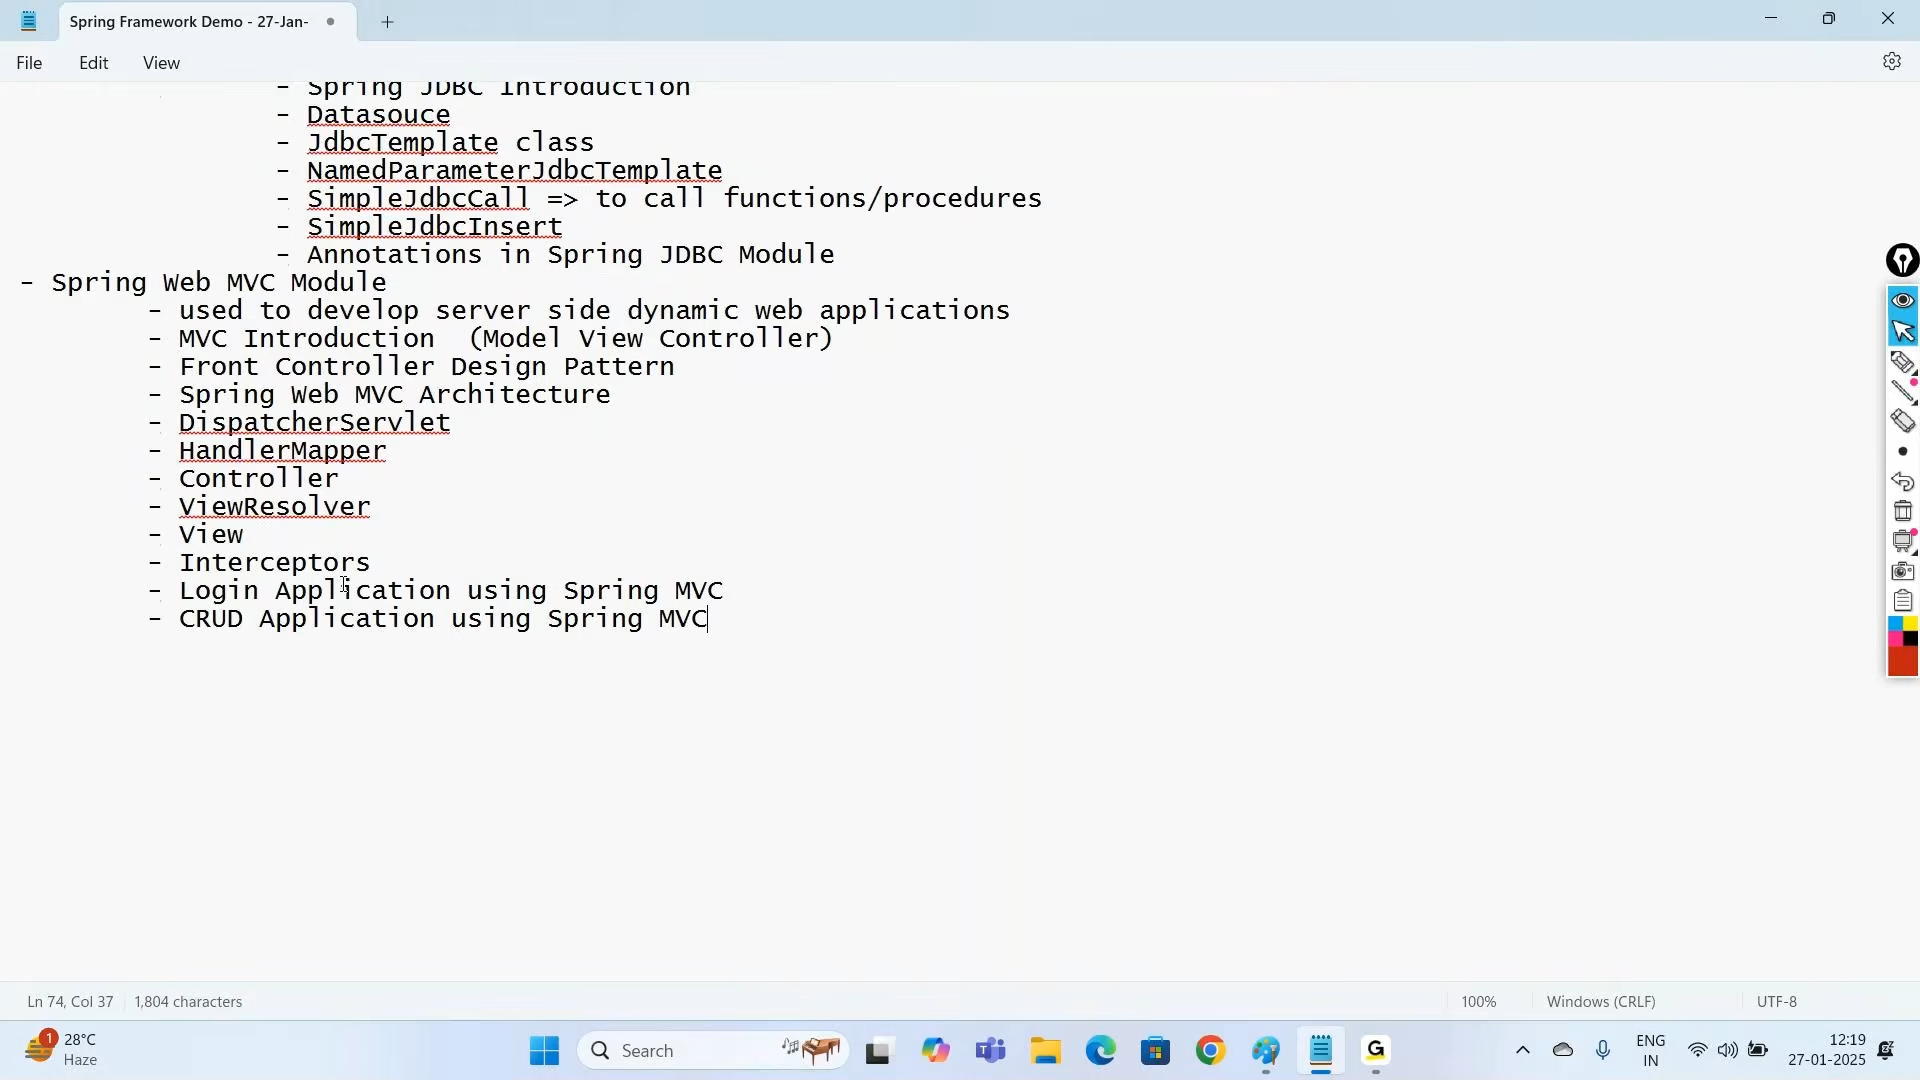 Spring Framework Demo - 27-Jan-
File Edit View
- Spring JDBC Introduction
- Datasouce
- JdbcTemplate class
- NamedParameterJdbcTemplate
- SimpleJdbcCall => to call functions/procedures
- SimpleJdbcInsert
- Annotations in Spring JDBC Module
- Spring Web MVC Module
- used to develop server side dynamic web applications
- MVC Introduction  (Model View Controller)
- Front Controller Design Pattern
- Spring Web MVC Architecture
- DispatcherServlet
- HandlerMapper
- Controller
- ViewResolver
- View
- Interceptors
- Login Application using Spring MVC
- CRUD Application using Spring MVC
Ln 74, Col 37 1,804 characters 100% Windows (CRLF) UTF-8
1 28°C
Haze
Search
ENG
IN
12:19
27-01-2025